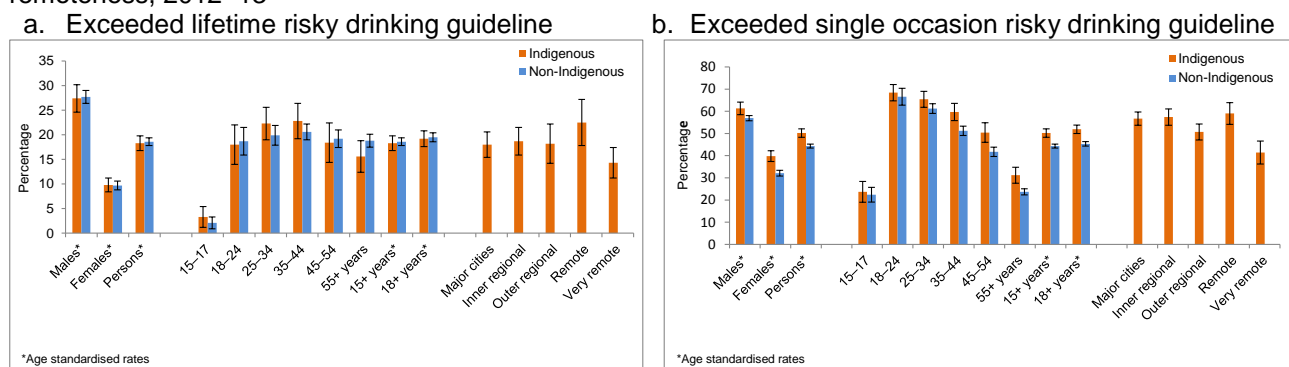 remoteness, 2012–13
a. Exceeded lifetime risky drinking guideline
Indigenous
Non-Indigenous
Percentage
35
30
25
20
15
10
5
0
Males*
Females*
Persons*
15–17
18–24
25–34
35–44
45–54
55+ years
15+ years*
18+ years*
Major cities
Inner regional
Outer regional
Remote
Very remote
*Age standardised rates
b. Exceeded single occasion risky drinking guideline
Indigenous
Non-Indigenous
Percentage
80
70
60
50
40
30
20
10
0
Males*
Females*
Persons*
15–17
18–24
25–34
35–44
45–54
55+ years
15+ years*
18+ years*
Major cities
Inner regional
Outer regional
Remote
Very remote
*Age standardised rates